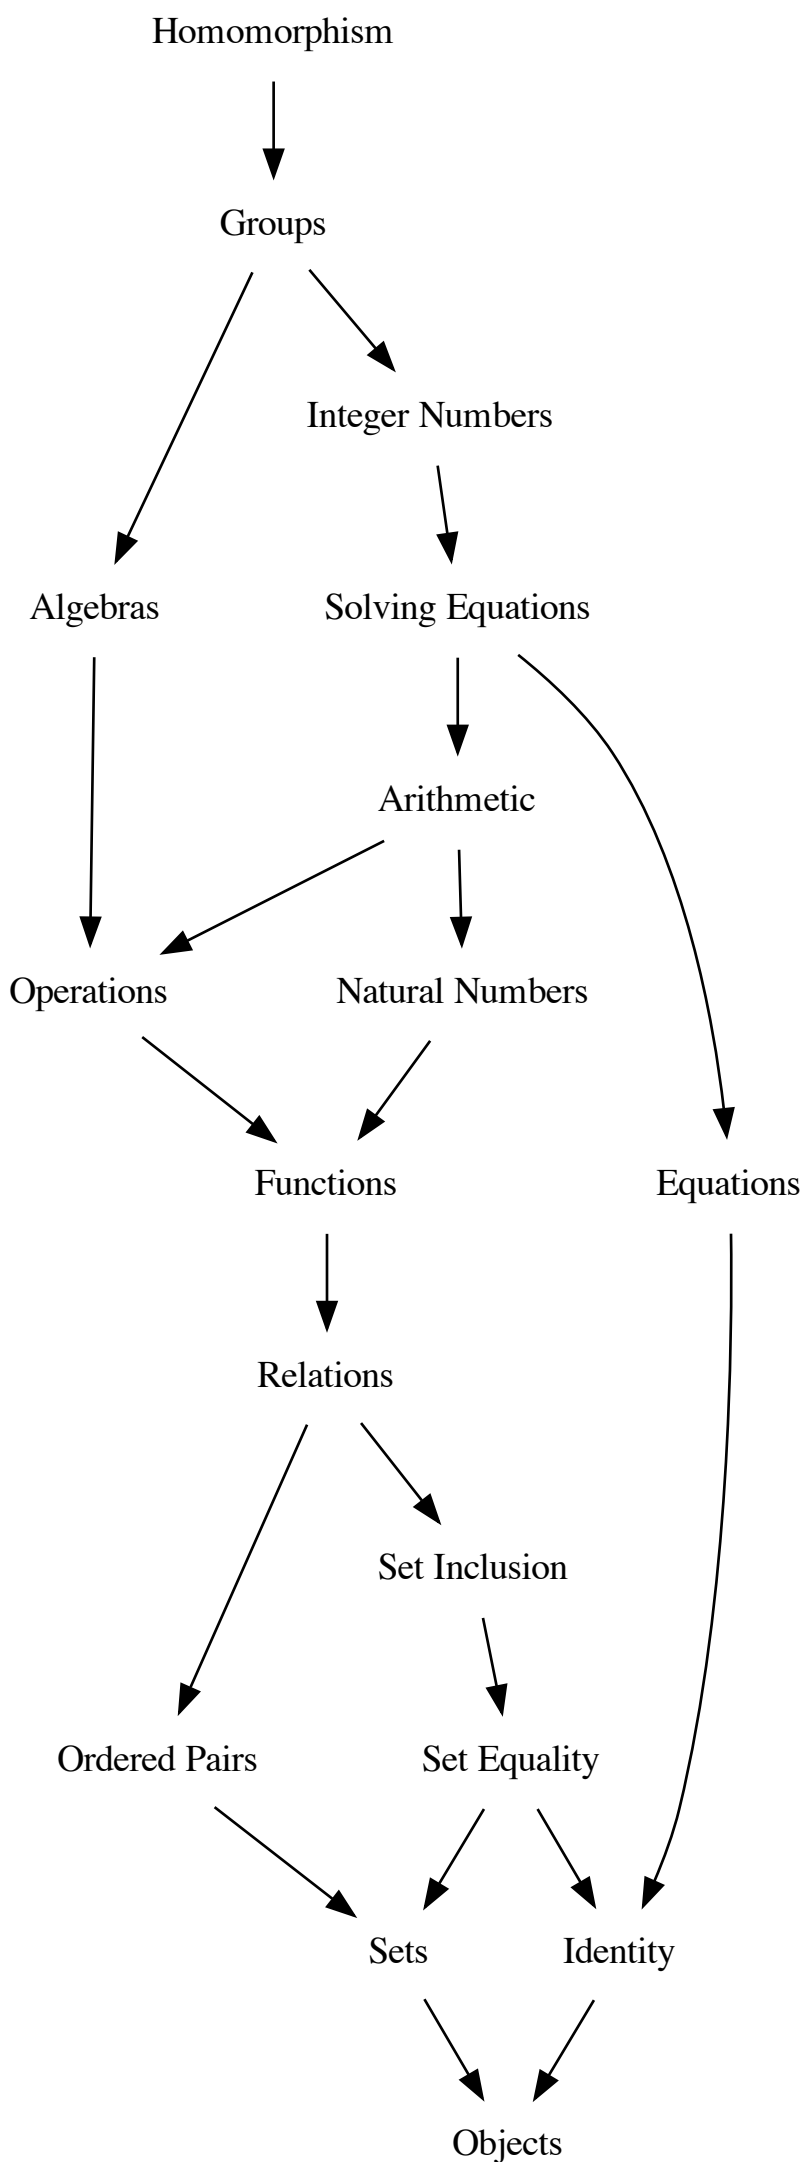 Homomorphism
Groups
Integer Numbers
Algebras
Solving Equations
Arithmetic
Operations
Natural Numbers
Functions
Equations
Relations
Set Inclusion
Ordered Pairs
Set Equality
Sets
Identity
Objects